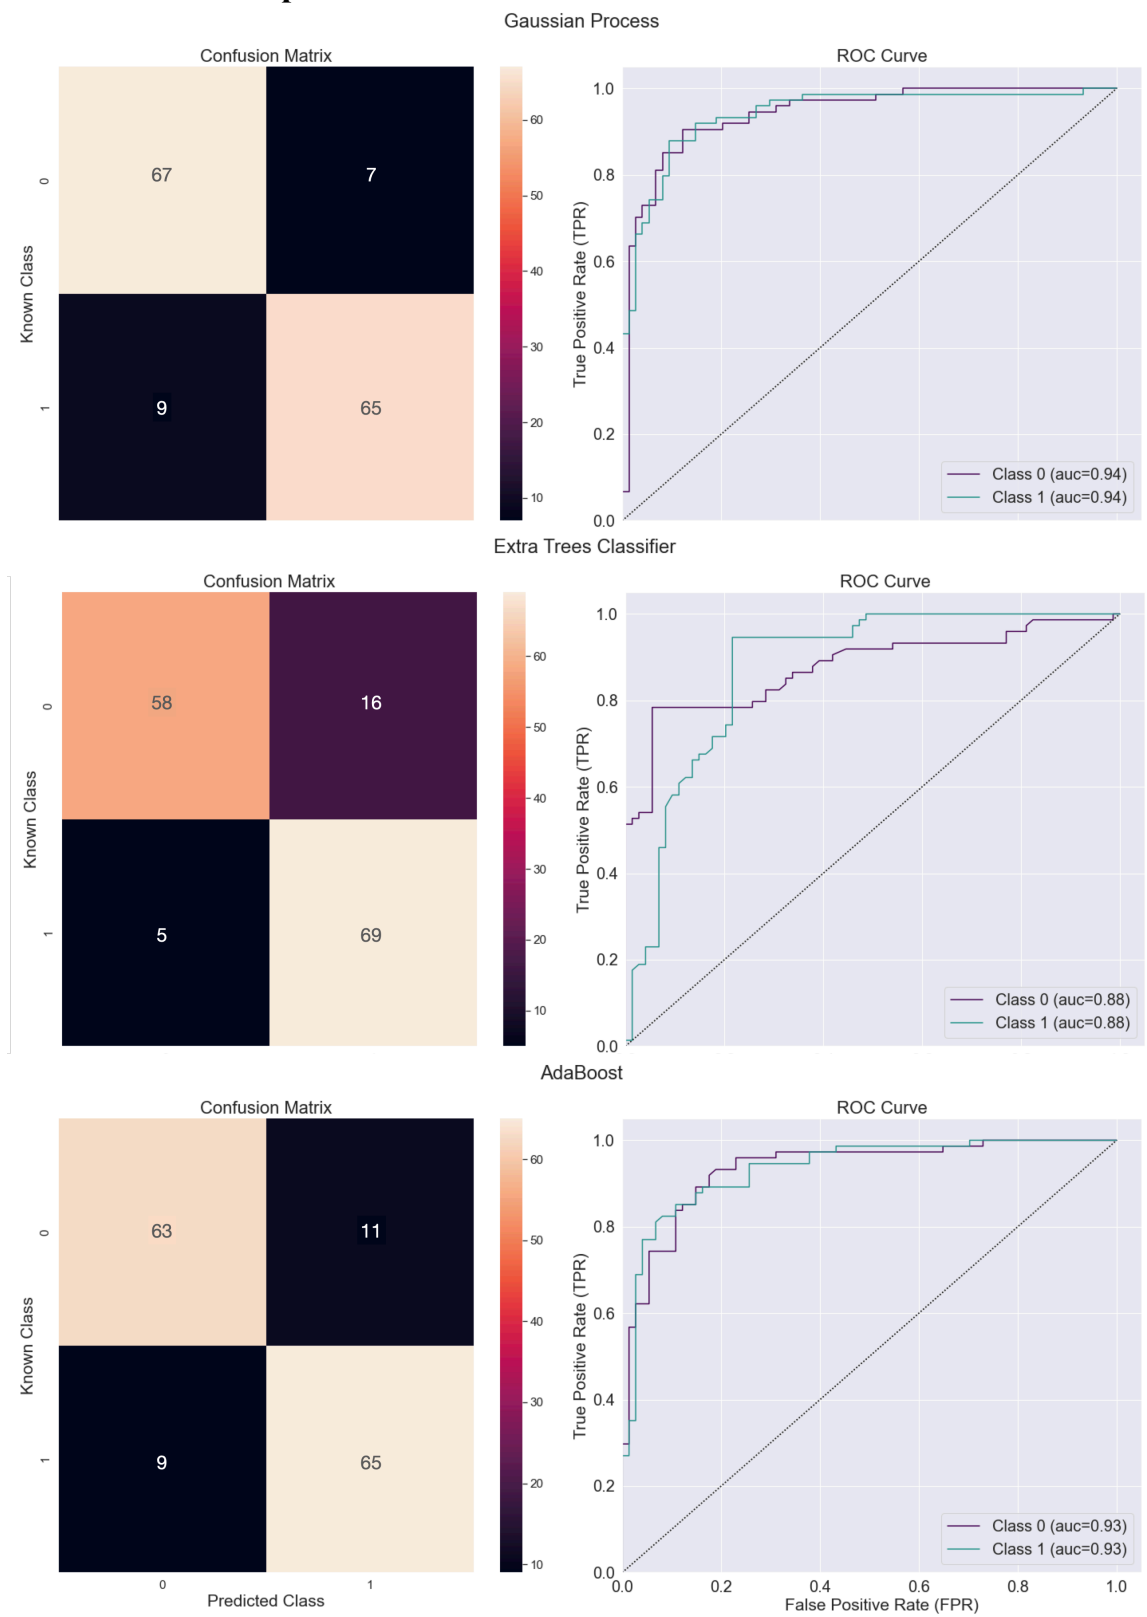 Gaussian Process
Confusion Matrix
67
7
9
65
0
1
Known Class
60
50
40
30
20
10
ROC Curve
1.0
0.8
0.6
0.4
0.2
0.0
True Positive Rate (TPR)
Class 0 (auc=0.94)
Class 1 (auc=0.94)
Extra Trees Classifier
Confusion Matrix
58
16
5
69
0
1
Known Class
60
50
40
30
20
10
ROC Curve
1.0
0.8
0.6
0.4
0.2
0.0
True Positive Rate (TPR)
Class 0 (auc=0.88)
Class 1 (auc=0.88)
AdaBoost
Confusion Matrix
63
11
9
65
0
1
Known Class
0
1
Predicted Class
60
50
40
30
20
10
ROC Curve
1.0
0.8
0.6
0.4
0.2
0.0
True Positive Rate (TPR)
Class 0 (auc=0.93)
Class 1 (auc=0.93)
0.0
0.2
0.4
0.6
0.8
1.0
False Positive Rate (FPR)